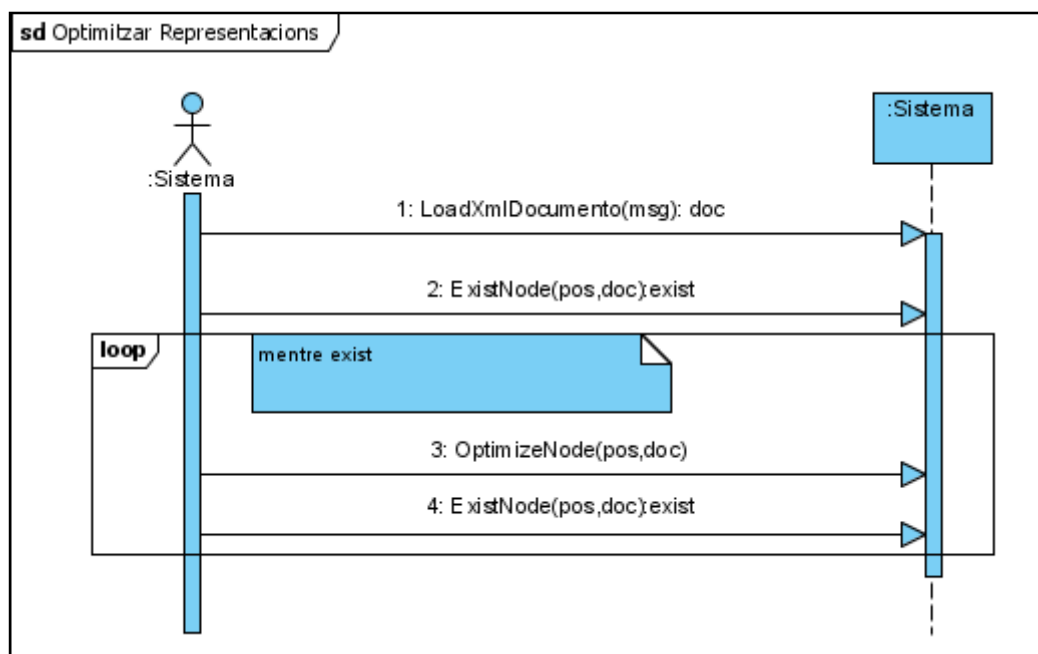 sd Optimitzar Representacions
:Sistema
:Sistema
1: LoadXmlDocumento(msg): doc
2: ExistNode(pos,doc):exist
loop
mentre exist
3: OptimizeNode(pos,doc)
4: ExistNode(pos,doc):exist